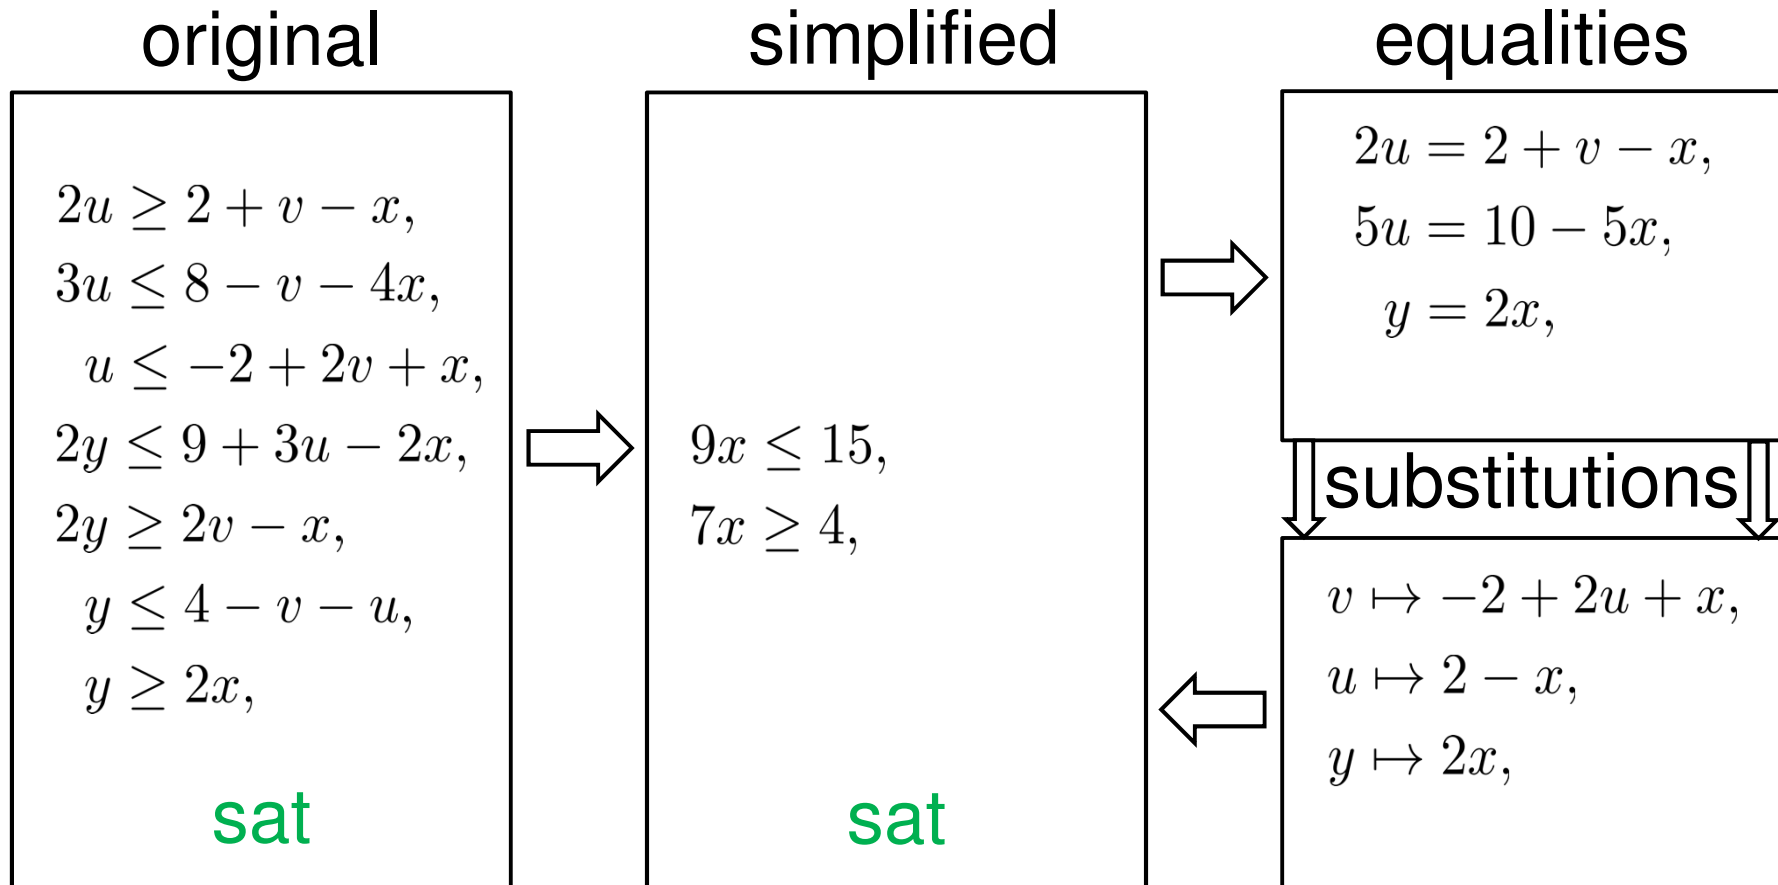 original
2u ≥ 2 + v − x,
3u ≤ 8 − v − 4x,
u ≤ −2 + 2v + x,
2y ≤ 9 + 3u − 2x,
2y ≥ 2v − x,
y ≤ 4 − v − u,
y ≥ 2x,
sat
simplified
9x ≤ 15,
7x ≥ 4,
sat
equalities
2u = 2 + v − x,
5u = 10 − 5x,
y = 2x,
substitutions
v ↦ −2 + 2u + x,
u ↦ 2 − x,
y ↦ 2x,